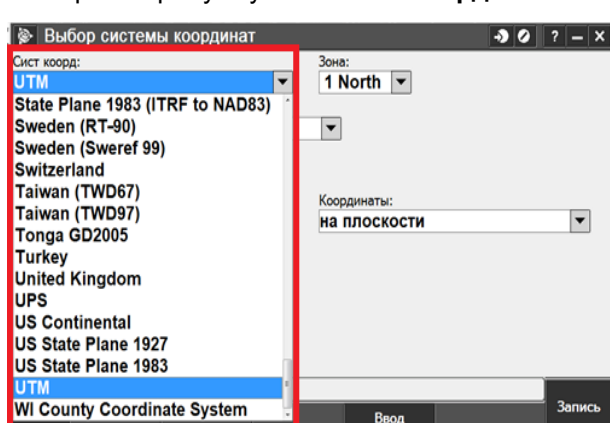 Выбор системы координат ? – X
Сист коорд:
Зона:
UTM
1 North
State Plane 1983 (ITRF to NAD83)
Sweden (RT-90)
Sweden (Sweref 99)
Switzerland
Taiwan (TWD67)
Координаты:
Taiwan (TWD97)
на плоскости
Tonga GD2005
Turkey
United Kingdom
UPS
US Continental
US State Plane 1927
US State Plane 1983
UTM
WI County Coordinate System
Ввод
Запись